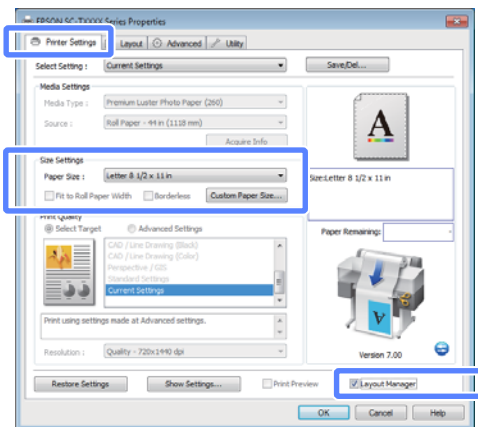 EPSON SC-TXXXX Series Properties
Printer Settings Layout Advanced Utility
Select Setting : Current Settings Save/Del...
Media Settings
Media Type : Premium Luster Photo Paper (260)
Source : Roll Paper - 44 in (1118 mm)
Acquire Info
Size Settings
Paper Size : Letter 8 1/2 x 11 in
Size:Letter 8 1/2 x 11 in
Fit to Roll Paper Width Borderless Custom Paper Size...
Print Quality
Select Target Advanced Settings
Paper Remaining: -
CAD / Line Drawing (Black)
CAD / Line Drawing (Color)
Perspective / GIS
Standard Settings
Current Settings
Print using settings made at Advanced settings.
Resolution : Quality - 720x1440 dpi
Version 7.00
Restore Settings Show Settings... Print Preview Layout Manager
OK Cancel Help
A
A